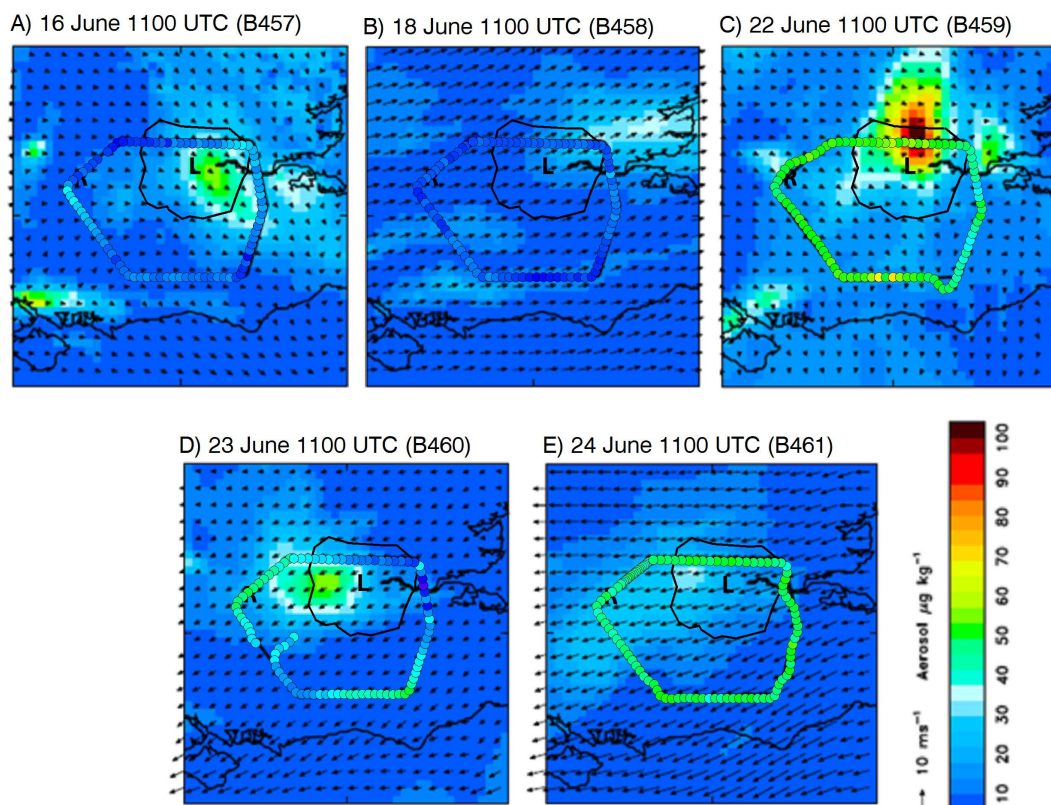 A) 16 June 1100 UTC (B457)
B) 18 June 1100 UTC (B458)
C) 22 June 1100 UTC (B459)
L
R
L
L
R
D) 23 June 1100 UTC (B460)
E) 24 June 1100 UTC (B461)
L
R
L
R
100
90
80
70
60
50
40
30
20
10
Aerosol μg kg⁻¹
→ 10 ms⁻¹